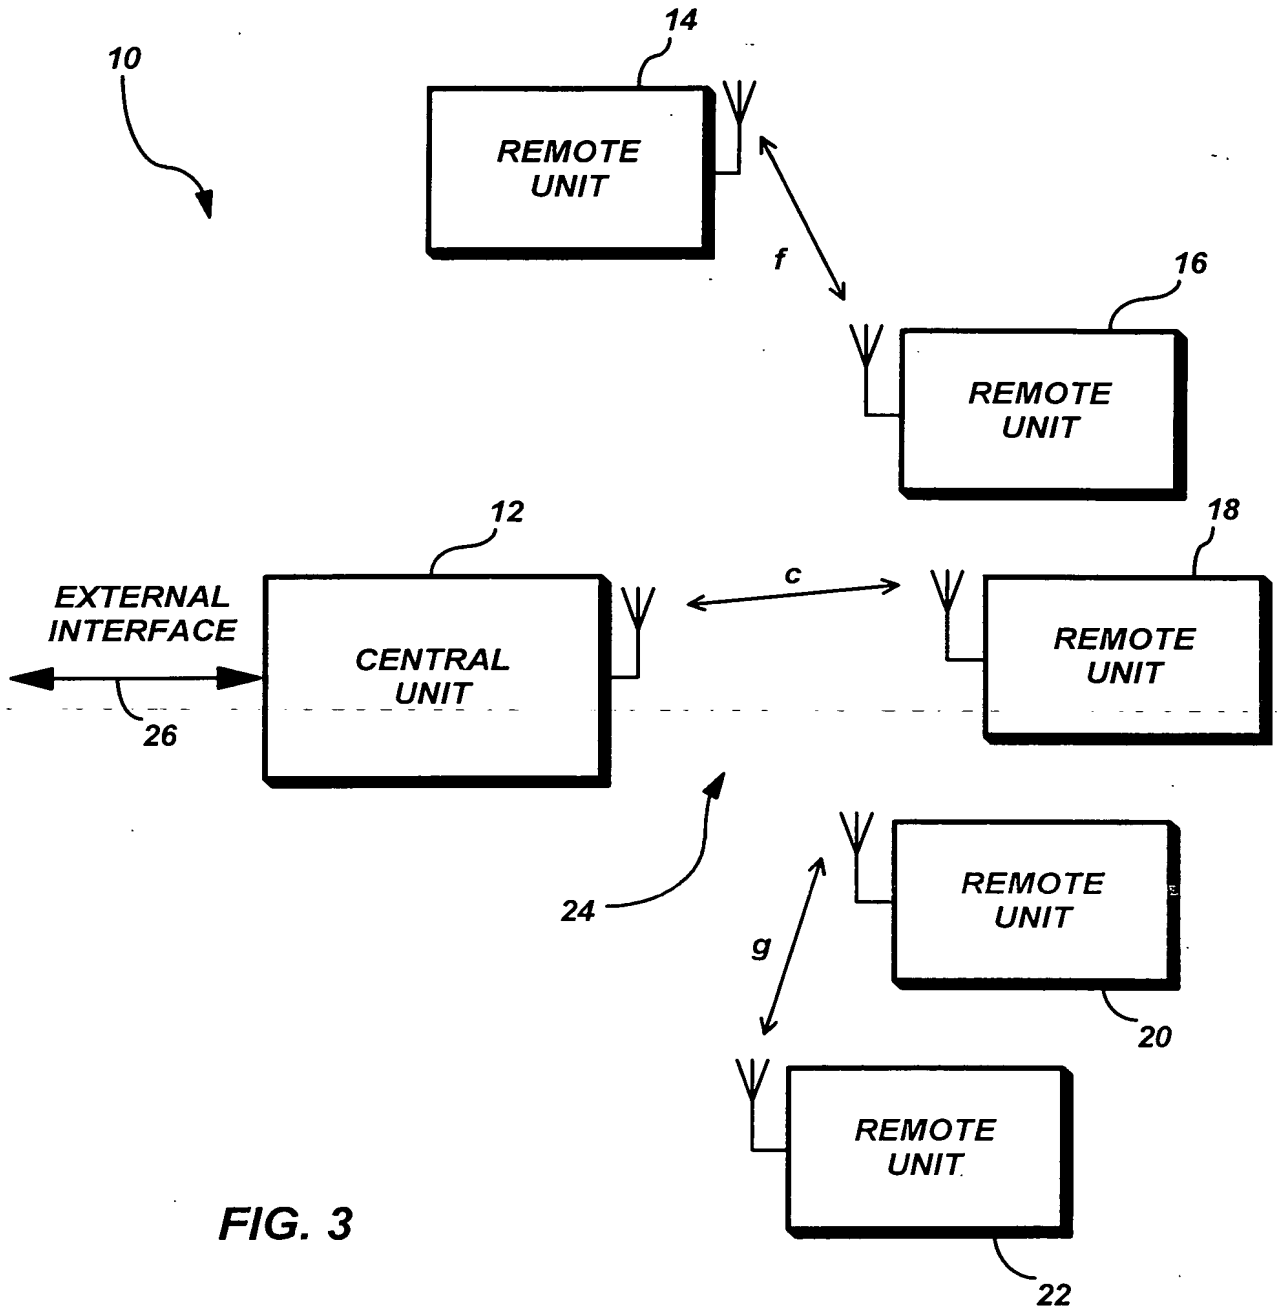 10
14
REMOTE
UNIT
f
16
REMOTE
UNIT
12
18
EXTERNAL
INTERFACE
c
CENTRAL
UNIT
REMOTE
UNIT
26
24
REMOTE
UNIT
g
20
REMOTE
UNIT
FIG. 3
22